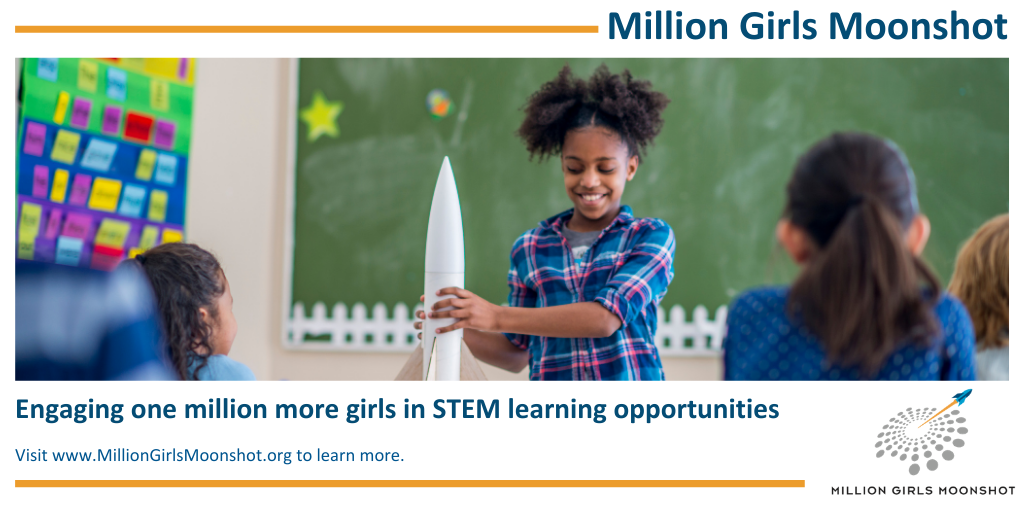 Million Girls Moonshot
Engaging one million more girls in STEM learning opportunities
Visit www.MillionGirlsMoonshot.org to learn more.
MILLION GIRLS MOONSHOT